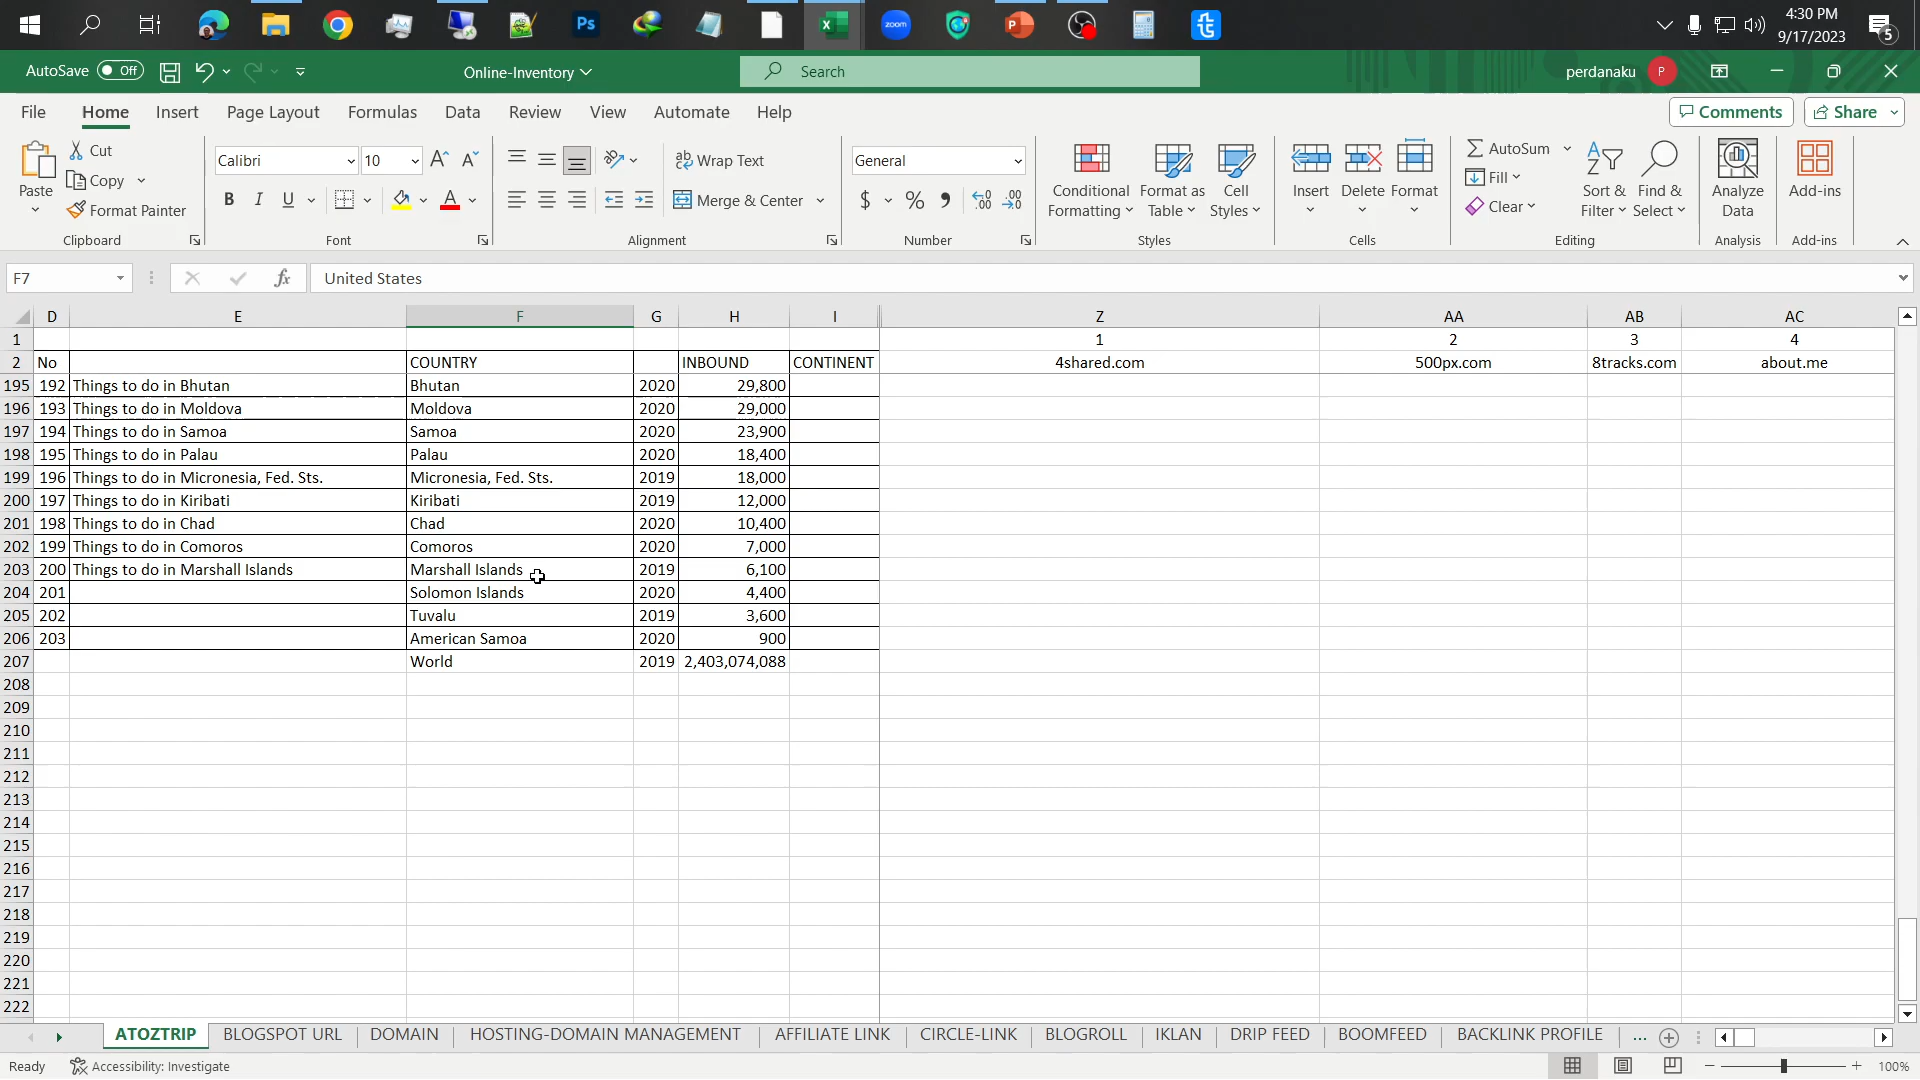 4:30 PM
9/17/2023
5
AutoSave Off
Online-Inventory
Search
perdanaku P
File Home Insert Page Layout Formulas Data Review View Automate Help
Comments Share
Paste
Cut
Copy
Format Painter
Clipboard
Calibri 10
B I U
Font
Wrap Text
Merge & Center
Alignment
General
$ % ,
Number
Conditional Formatting
Format as Table
Cell Styles
Styles
Insert Delete Format
Cells
AutoSum
Fill
Clear
Sort & Filter
Find & Select
Editing
Analyze Data
Analysis
Add-ins
Add-ins
F7 fx United States
D E F G H I Z AA AB AC
1 1 2 3 4
2 No COUNTRY INBOUND CONTINENT 4shared.com 500px.com 8tracks.com about.me
195 192 Things to do in Bhutan Bhutan 2020 29,800
196 193 Things to do in Moldova Moldova 2020 29,000
197 194 Things to do in Samoa Samoa 2020 23,900
198 195 Things to do in Palau Palau 2020 18,400
199 196 Things to do in Micronesia, Fed. Sts. Micronesia, Fed. Sts. 2019 18,000
200 197 Things to do in Kiribati Kiribati 2019 12,000
201 198 Things to do in Chad Chad 2020 10,400
202 199 Things to do in Comoros Comoros 2020 7,000
203 200 Things to do in Marshall Islands Marshall Islands 2019 6,100
204 201 Solomon Islands 2020 4,400
205 202 Tuvalu 2019 3,600
206 203 American Samoa 2020 900
207 World 2019 2,403,074,088
208
209
210
211
212
213
214
215
216
217
218
219
220
221
222
ATOZTRIP BLOGSPOT URL DOMAIN HOSTING-DOMAIN MANAGEMENT AFFILIATE LINK CIRCLE-LINK BLOGROLL IKLAN DRIP FEED BOOMFEED BACKLINK PROFILE ...
Ready Accessibility: Investigate 100%